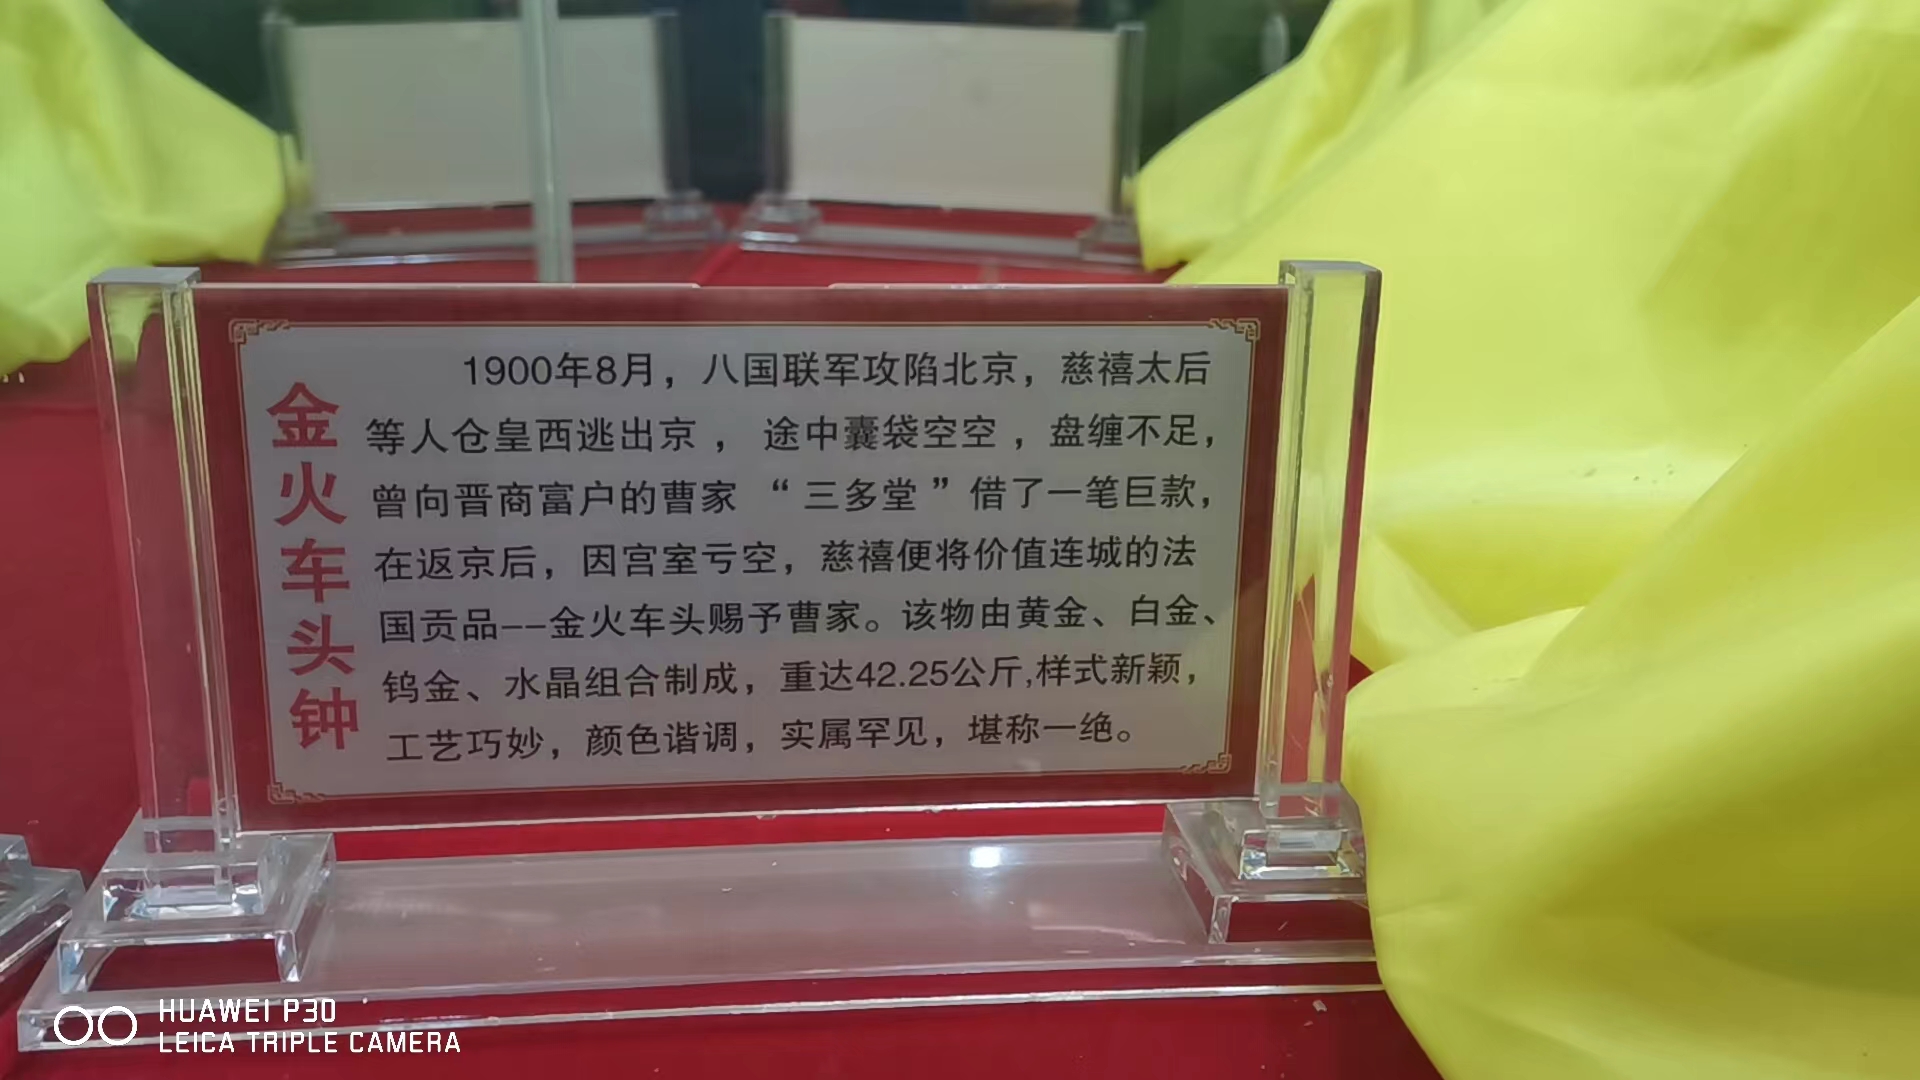 金火车头钟
1900年8月，八国联军攻陷北京，慈禧太后
等人仓皇西逃出京，途中囊袋空空，盘缠不足，
曾向晋商富户的曹家“三多堂”借了一笔巨款，
在返京后，因宫室亏空，慈禧便将价值连城的法
国贡品--金火车头赐予曹家。该物由黄金、白金、
钨金、水晶组合制成，重达42.25公斤,样式新颖，
工艺巧妙，颜色谐调，实属罕见，堪称一绝。
HUAWEI P30
LEICA TRIPLE CAMERA